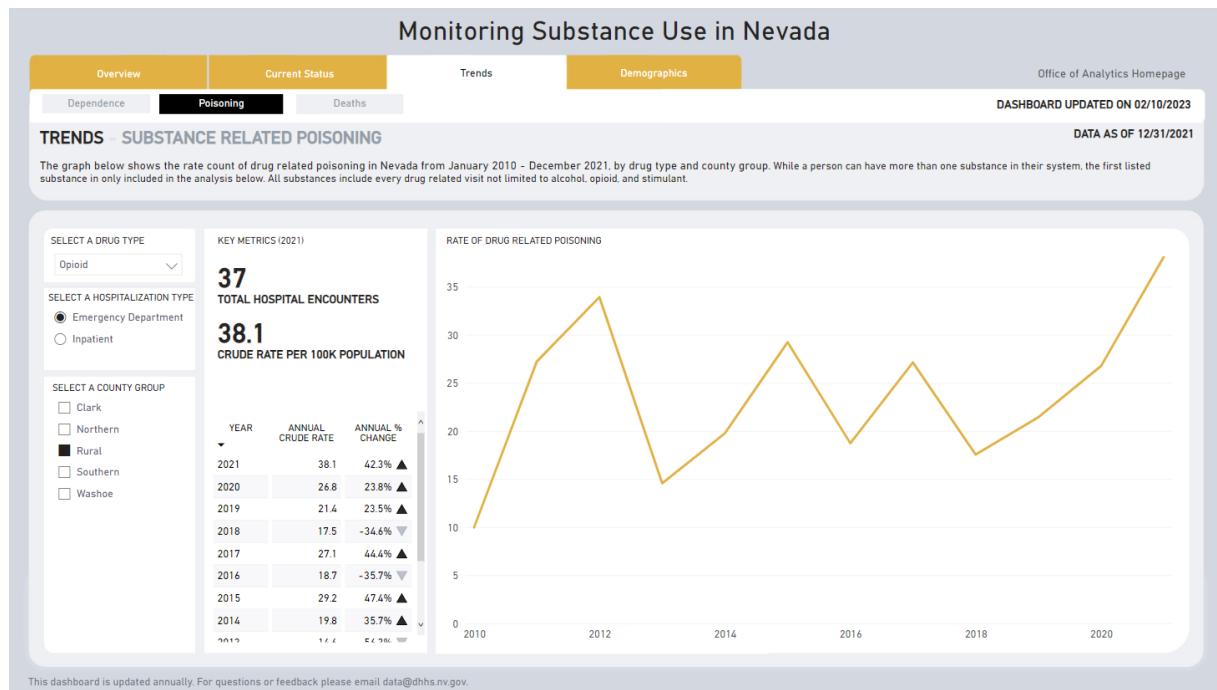 Monitoring Substance Use in Nevada
Overview
Current Status
Trends
Demographics
Office of Analytics Homepage
Dependence
Poisoning
Deaths
DASHBOARD UPDATED ON 02/10/2023
TRENDS - SUBSTANCE RELATED POISONING
DATA AS OF 12/31/2021
The graph below shows the rate count of drug related poisoning in Nevada from January 2010 - December 2021, by drug type and county group. While a person can have more than one substance in their system, the first listed
substance in only included in the analysis below. All substances include every drug related visit not limited to alcohol, opioid, and stimulant.
SELECT A DRUG TYPE
Opioid
SELECT A HOSPITALIZATION TYPE
Emergency Department
Inpatient
SELECT A COUNTY GROUP
Clark
Northern
Rural
Southern
Washoe
KEY METRICS (2021)
37
TOTAL HOSPITAL ENCOUNTERS
38.1
CRUDE RATE PER 100K POPULATION
YEAR ANNUAL ANNUAL %
CRUDE RATE CHANGE
2021 38.1 42.3%
2020 26.8 23.8%
2019 21.4 23.5%
2018 17.5 -34.6%
2017 27.1 44.4%
2016 18.7 -35.7%
2015 29.2 47.4%
2014 19.8 35.7%
RATE OF DRUG RELATED POISONING
35
30
25
20
15
10
5
0
2010 2012 2014 2016 2018 2020
This dashboard is updated annually. For questions or feedback please email data@dhhs.nv.gov.